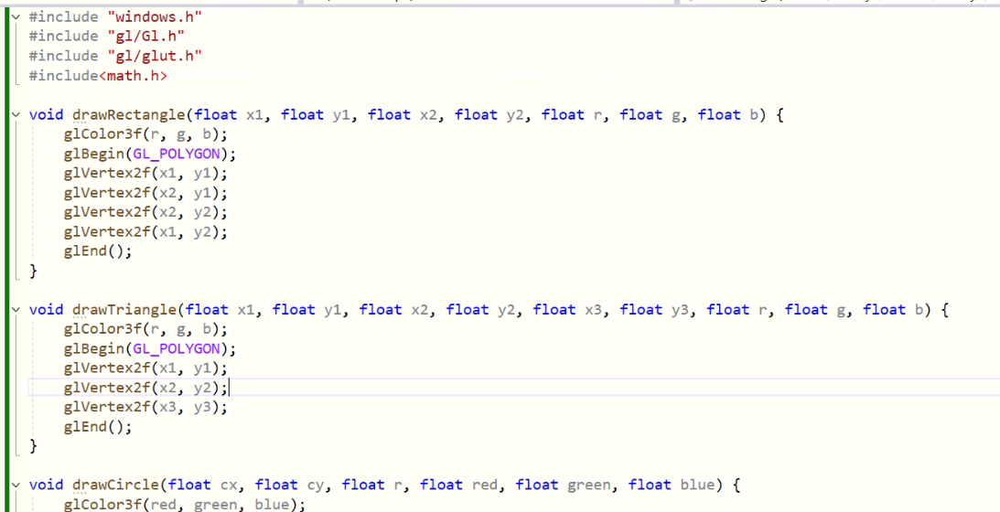 #include "windows.h"
#include "gl/Gl.h"
#include "gl/glut.h"
#include<math.h>
void drawRectangle(float x1, float y1, float x2, float y2, float r, float g, float b) {
glColor3f(r, g, b);
glBegin(GL_POLYGON);
glVertex2f(x1, y1);
glVertex2f(x2, y1);
glVertex2f(x2, y2);
glVertex2f(x1, y2);
glEnd();
}
void drawTriangle(float x1, float y1, float x2, float y2, float x3, float y3, float r, float g, float b) {
glColor3f(r, g, b);
glBegin(GL_POLYGON);
glVertex2f(x1, y1);
glVertex2f(x2, y2);
glVertex2f(x3, y3);
glEnd();
}
void drawCircle(float cx, float cy, float r, float red, float green, float blue) {
glColor3f(red, green, blue);